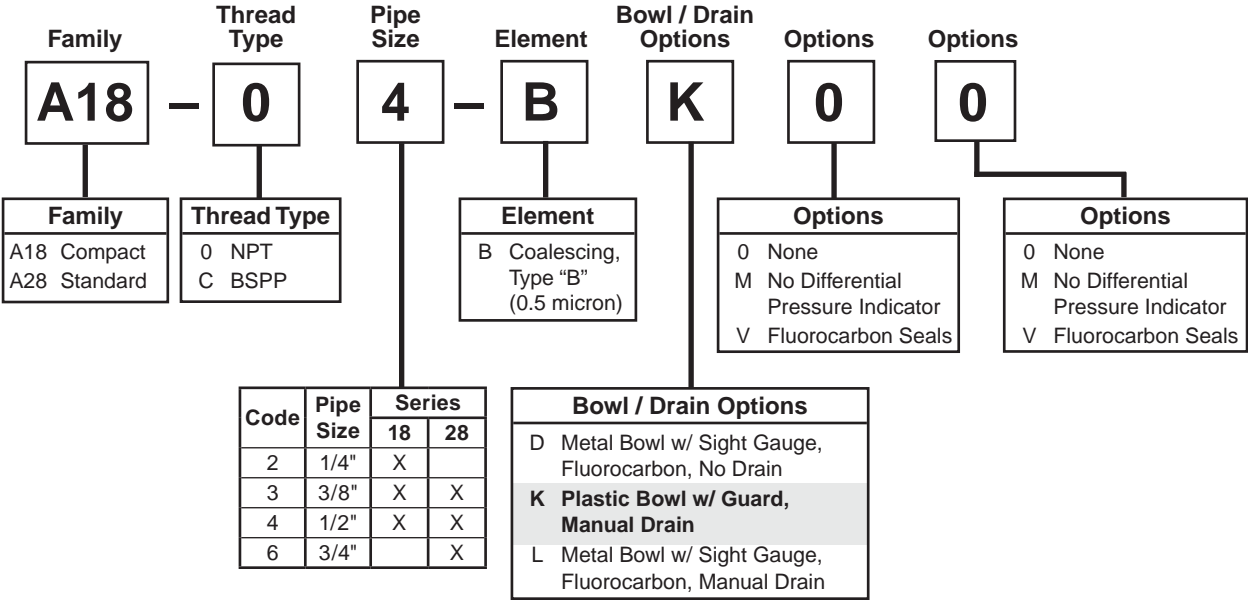 Family
Thread
Type
Pipe
Size
Element
Bowl / Drain
Options
Options
Options
A18 – 0 4 – B K 0 0
Family
A18 Compact
A28 Standard
Thread Type
0 NPT
C BSPP
Element
B Coalescing,
Type “B”
(0.5 micron)
Options
0 None
M No Differential
Pressure Indicator
V Fluorocarbon Seals
Options
0 None
M No Differential
Pressure Indicator
V Fluorocarbon Seals
Code Pipe Size Series
18 28
2 1/4" X
3 3/8" X X
4 1/2" X X
6 3/4" X
Bowl / Drain Options
D Metal Bowl w/ Sight Gauge,
Fluorocarbon, No Drain
K Plastic Bowl w/ Guard,
Manual Drain
L Metal Bowl w/ Sight Gauge,
Fluorocarbon, Manual Drain